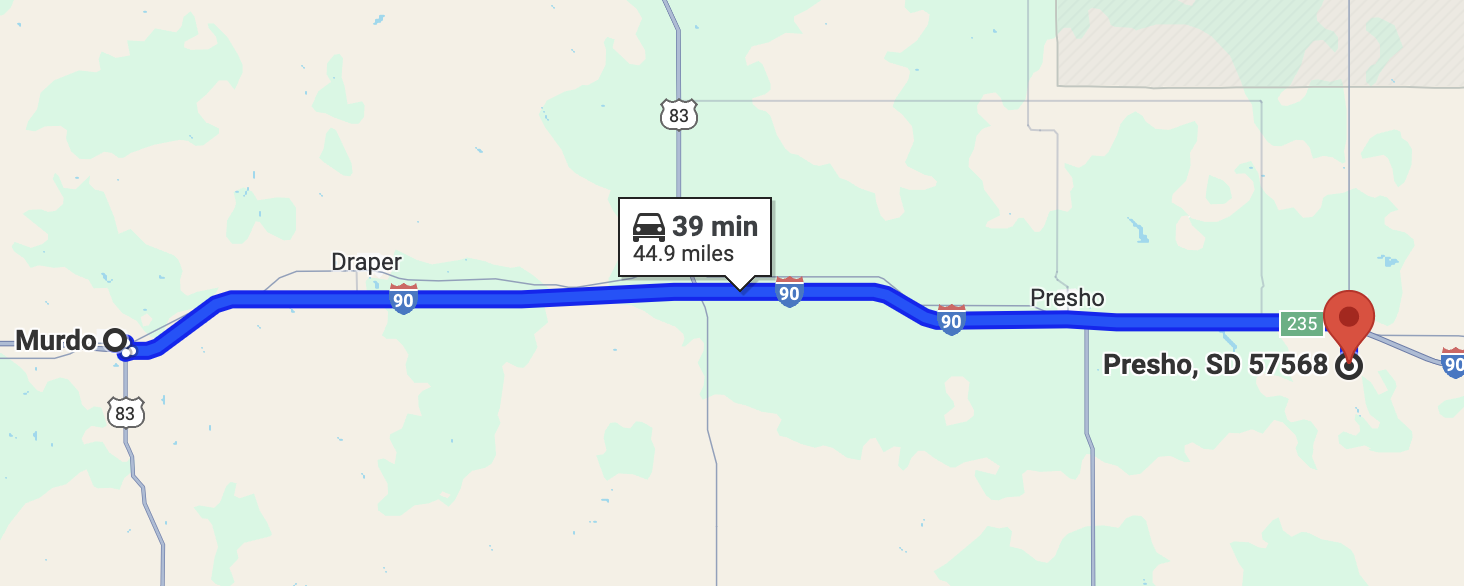 83
39 min
44.9 miles
Draper
90
90
Presho
90
235
Murdo
Presho, SD 57568
90
83